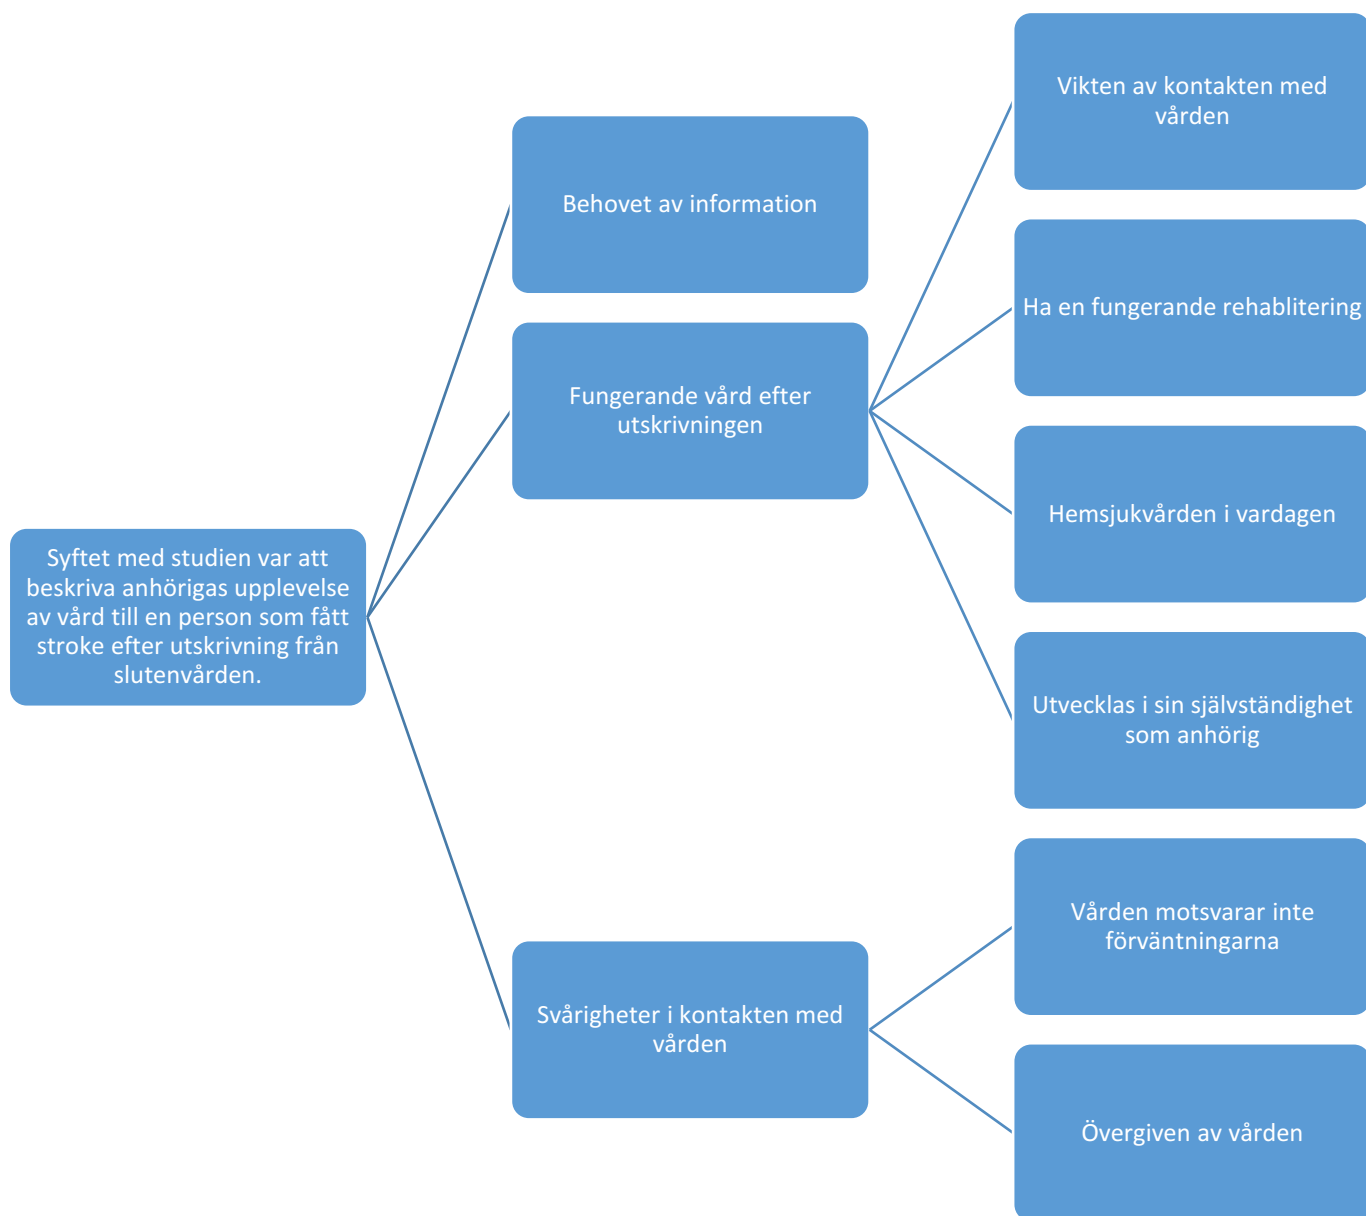 Syftet med studien var att
beskriva anhörigas upplevelse
av vård till en person som fått
stroke efter utskrivning från
slutenvården.
Behovet av information
Fungerande vård efter
utskrivningen
Vikten av kontakten med
vården
Ha en fungerande rehablitering
Hemsjukvården i vardagen
Utvecklas i sin självständighet
som anhörig
Svårigheter i kontakten med
vården
Vården motsvarar inte
förväntningarna
Övergiven av vården